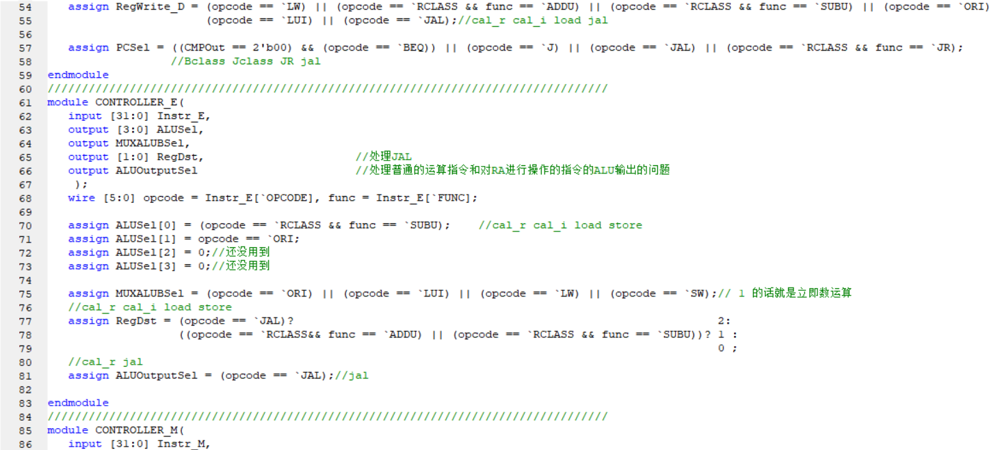 54 assign RegWrite_D = (opcode == `LW) || (opcode == `RCLASS && func == `ADDU) || (opcode == `RCLASS && func == `SUBU) || (opcode == `ORI)
55 (opcode == `LUI) || (opcode == `JAL);//cal_r cal_i load jal
56
57 assign PCSel = ((CMPOut == 2'b00) && (opcode == `BEQ)) || (opcode == `J) || (opcode == `JAL) || (opcode == `RCLASS && func == `JR);
58 //Bclass Jclass JR jal
59 endmodule
60 //////////////////////////////////////////////////////////////////////////////////
61 module CONTROLLER_E(
62 input [31:0] Instr_E,
63 output [3:0] ALUSel,
64 output MUXALUBSel,
65 output [1:0] RegDst, //处理JAL
66 output ALUOutputSel //处理普通的运算指令和对RA进行操作的指令的ALU输出的问题
67 );
68 wire [5:0] opcode = Instr_E[`OPCODE], func = Instr_E[`FUNC];
69
70 assign ALUSel[0] = (opcode == `RCLASS && func == `SUBU); //cal_r cal_i load store
71 assign ALUSel[1] = opcode == `ORI;
72 assign ALUSel[2] = 0;//还没用到
73 assign ALUSel[3] = 0;//还没用到
74
75 assign MUXALUBSel = (opcode == `ORI) || (opcode == `LUI) || (opcode == `LW) || (opcode == `SW);// 1 的话就是立即数运算
76 //cal_r cal_i load store
77 assign RegDst = (opcode == `JAL)? 2:
78 ((opcode == `RCLASS&& func == `ADDU) || (opcode == `RCLASS && func == `SUBU))? 1 :
79 0 ;
80 //cal_r jal
81 assign ALUOutputSel = (opcode == `JAL);//jal
82
83 endmodule
84 //////////////////////////////////////////////////////////////////////////////////
85 module CONTROLLER_M(
86 input [31:0] Instr_M,